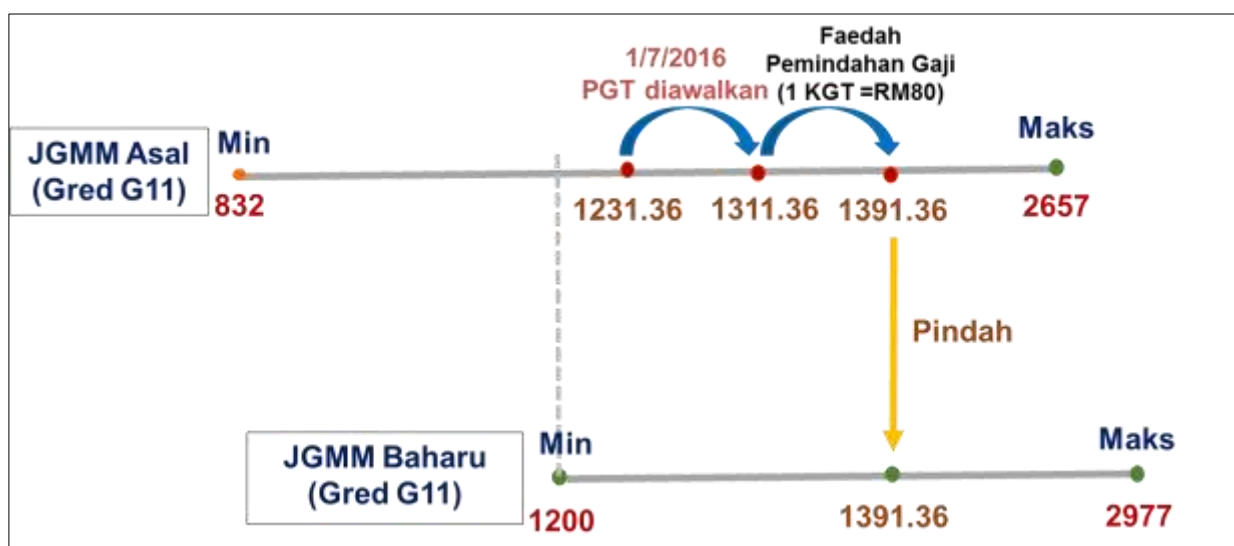 1/7/2016
PGT diawalkan
Faedah
Pemindahan Gaji
(1 KGT =RM80)
JGMM Asal
(Gred G11)
Min
Maks
832
1231.36
1311.36
1391.36
2657
Pindah
JGMM Baharu
(Gred G11)
Min
Maks
1200
1391.36
2977